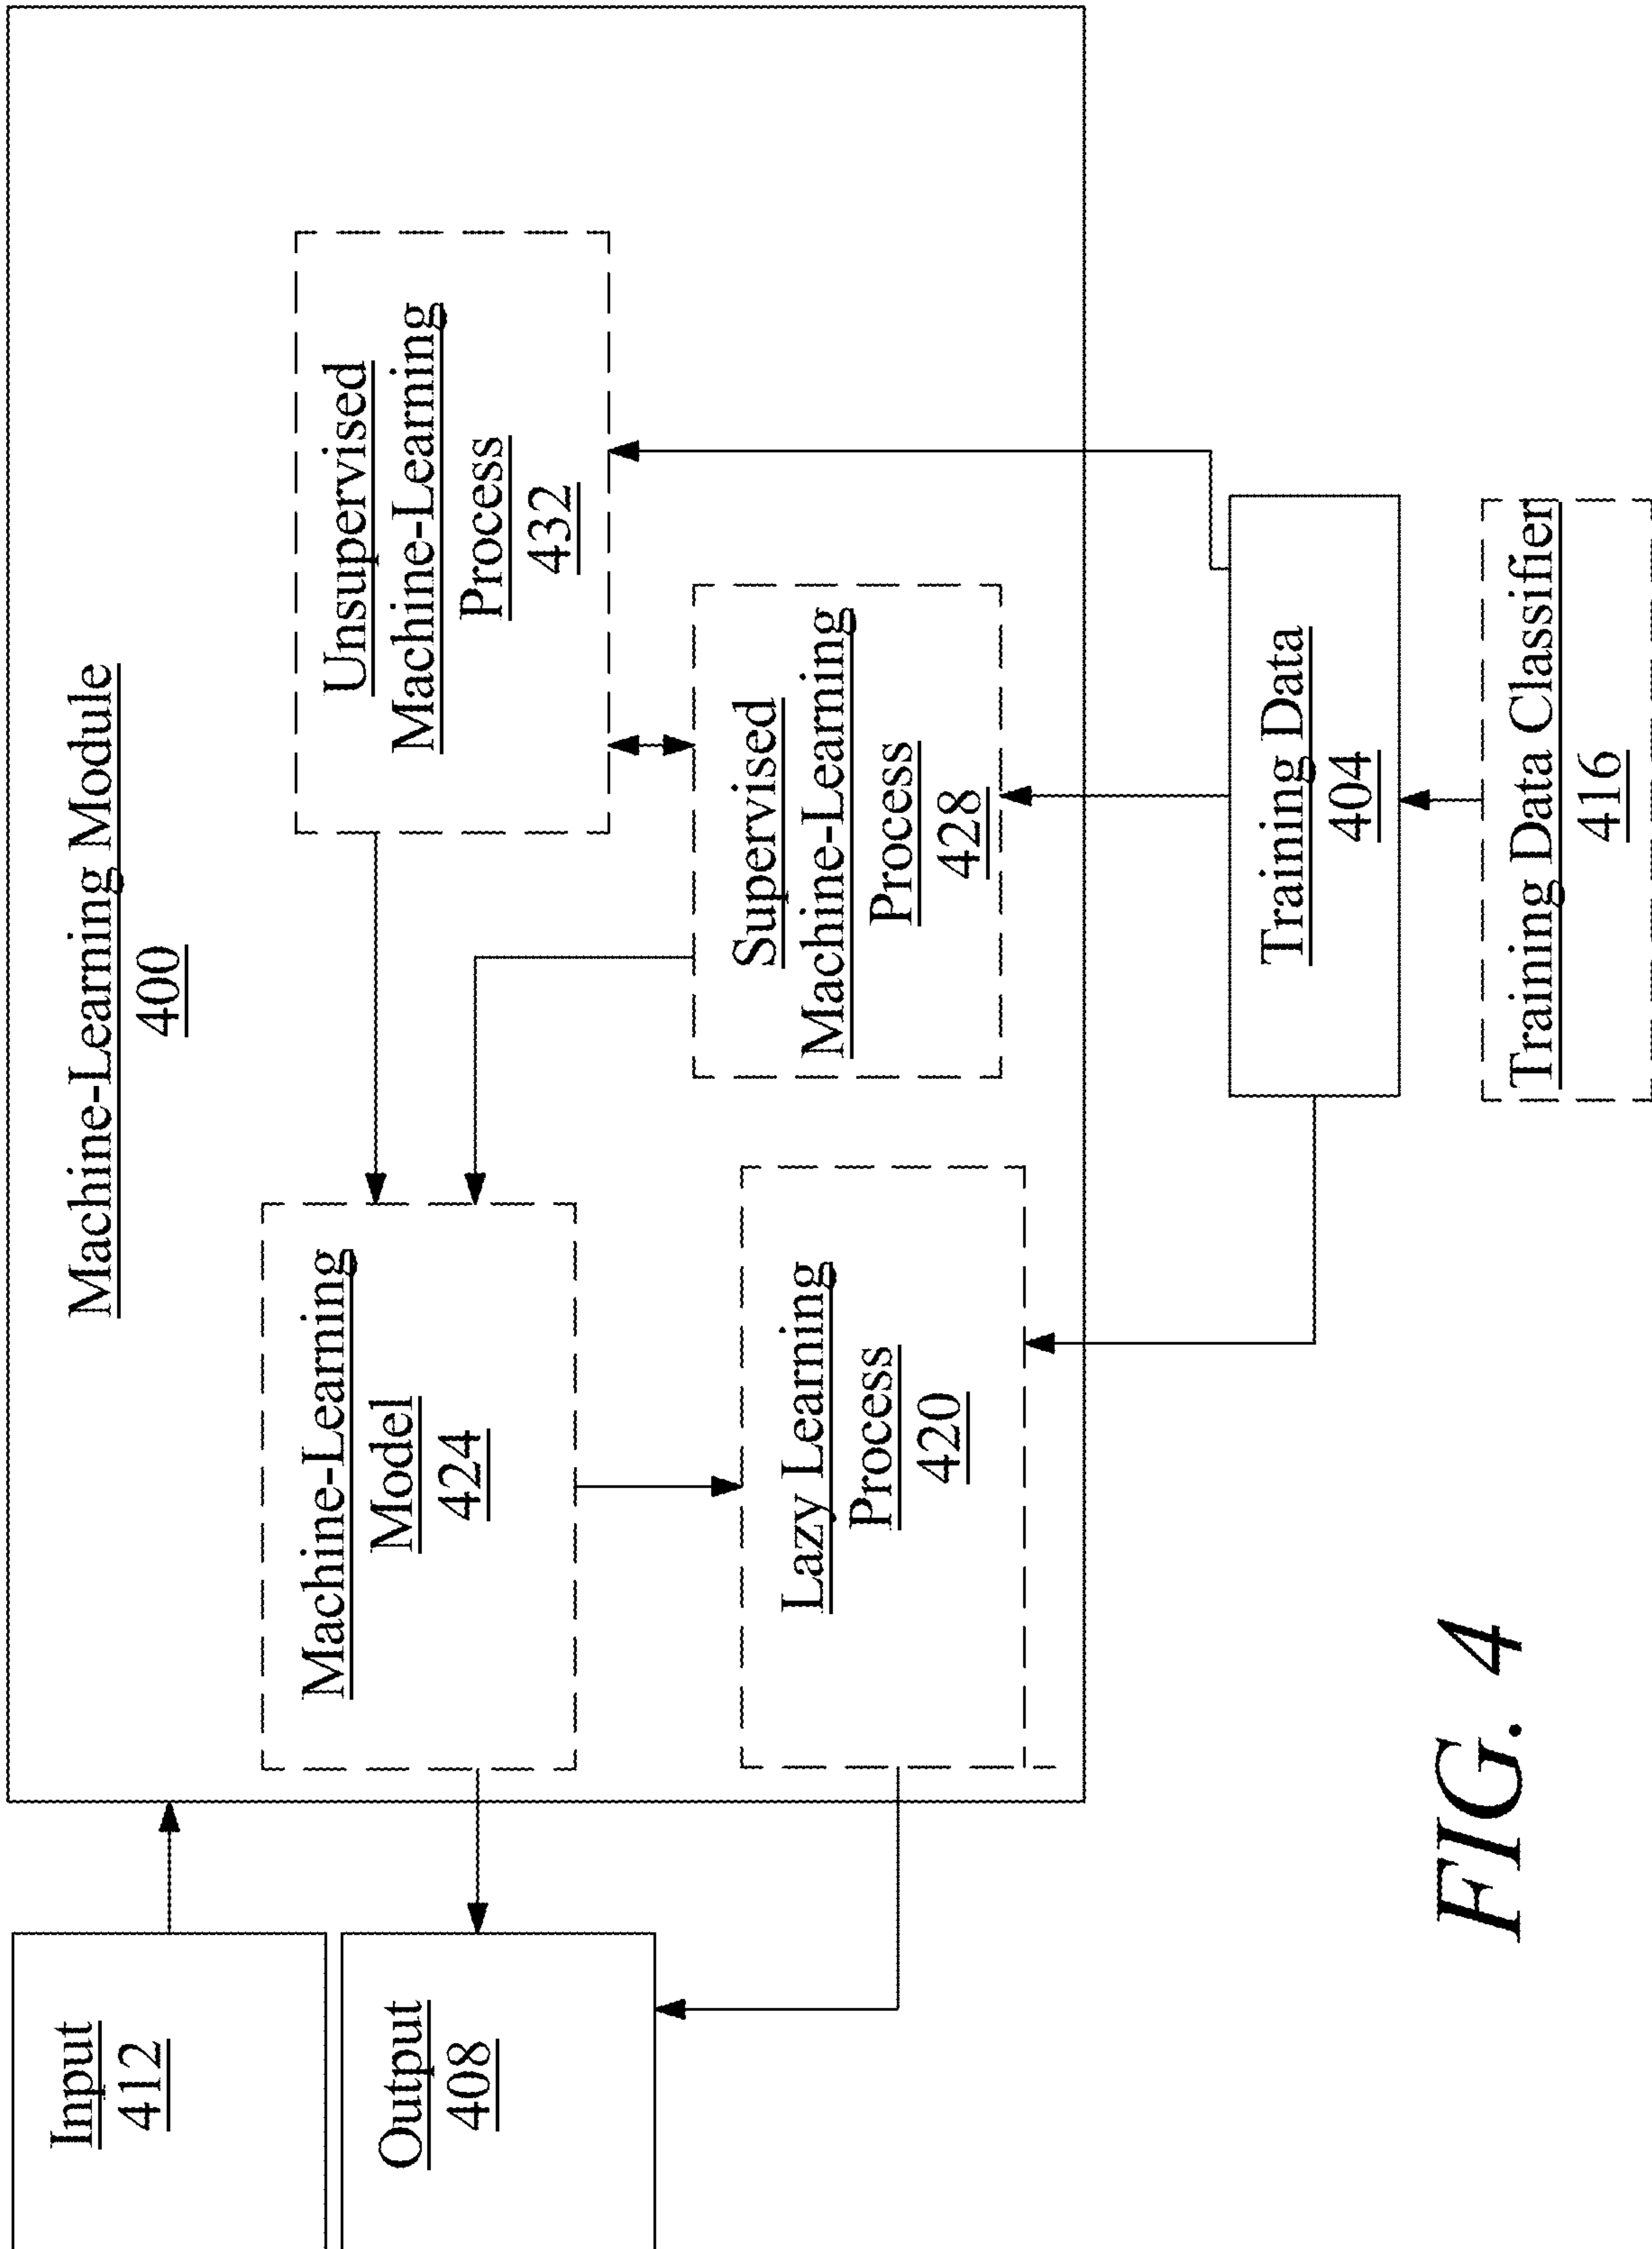 Machine-Learning Module
400
Input
412
Output
408
Machine-Learning
Model
424
Unsupervised
Machine-Learning
Process
432
Lazy Learning
Process
420
Supervised
Machine-Learning
Process
428
Training Data
404
Training Data Classifier
416
FIG. 4